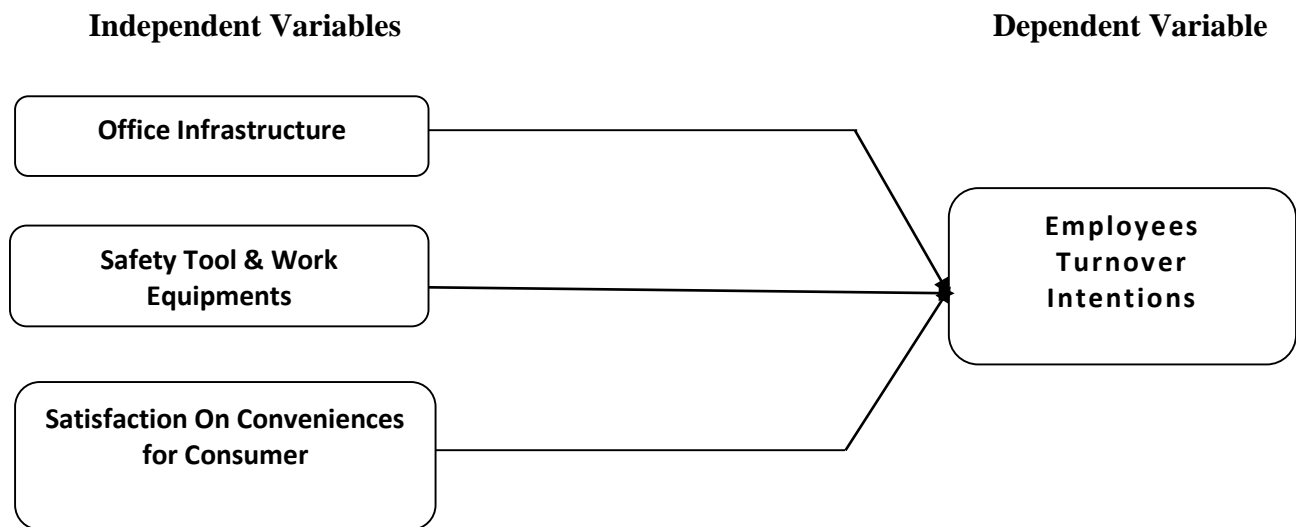 Independent Variables
Dependent Variable
Office Infrastructure
Safety Tool & Work
Equipments
Satisfaction On Conveniences
for Consumer
Employees
Turnover
Intentions